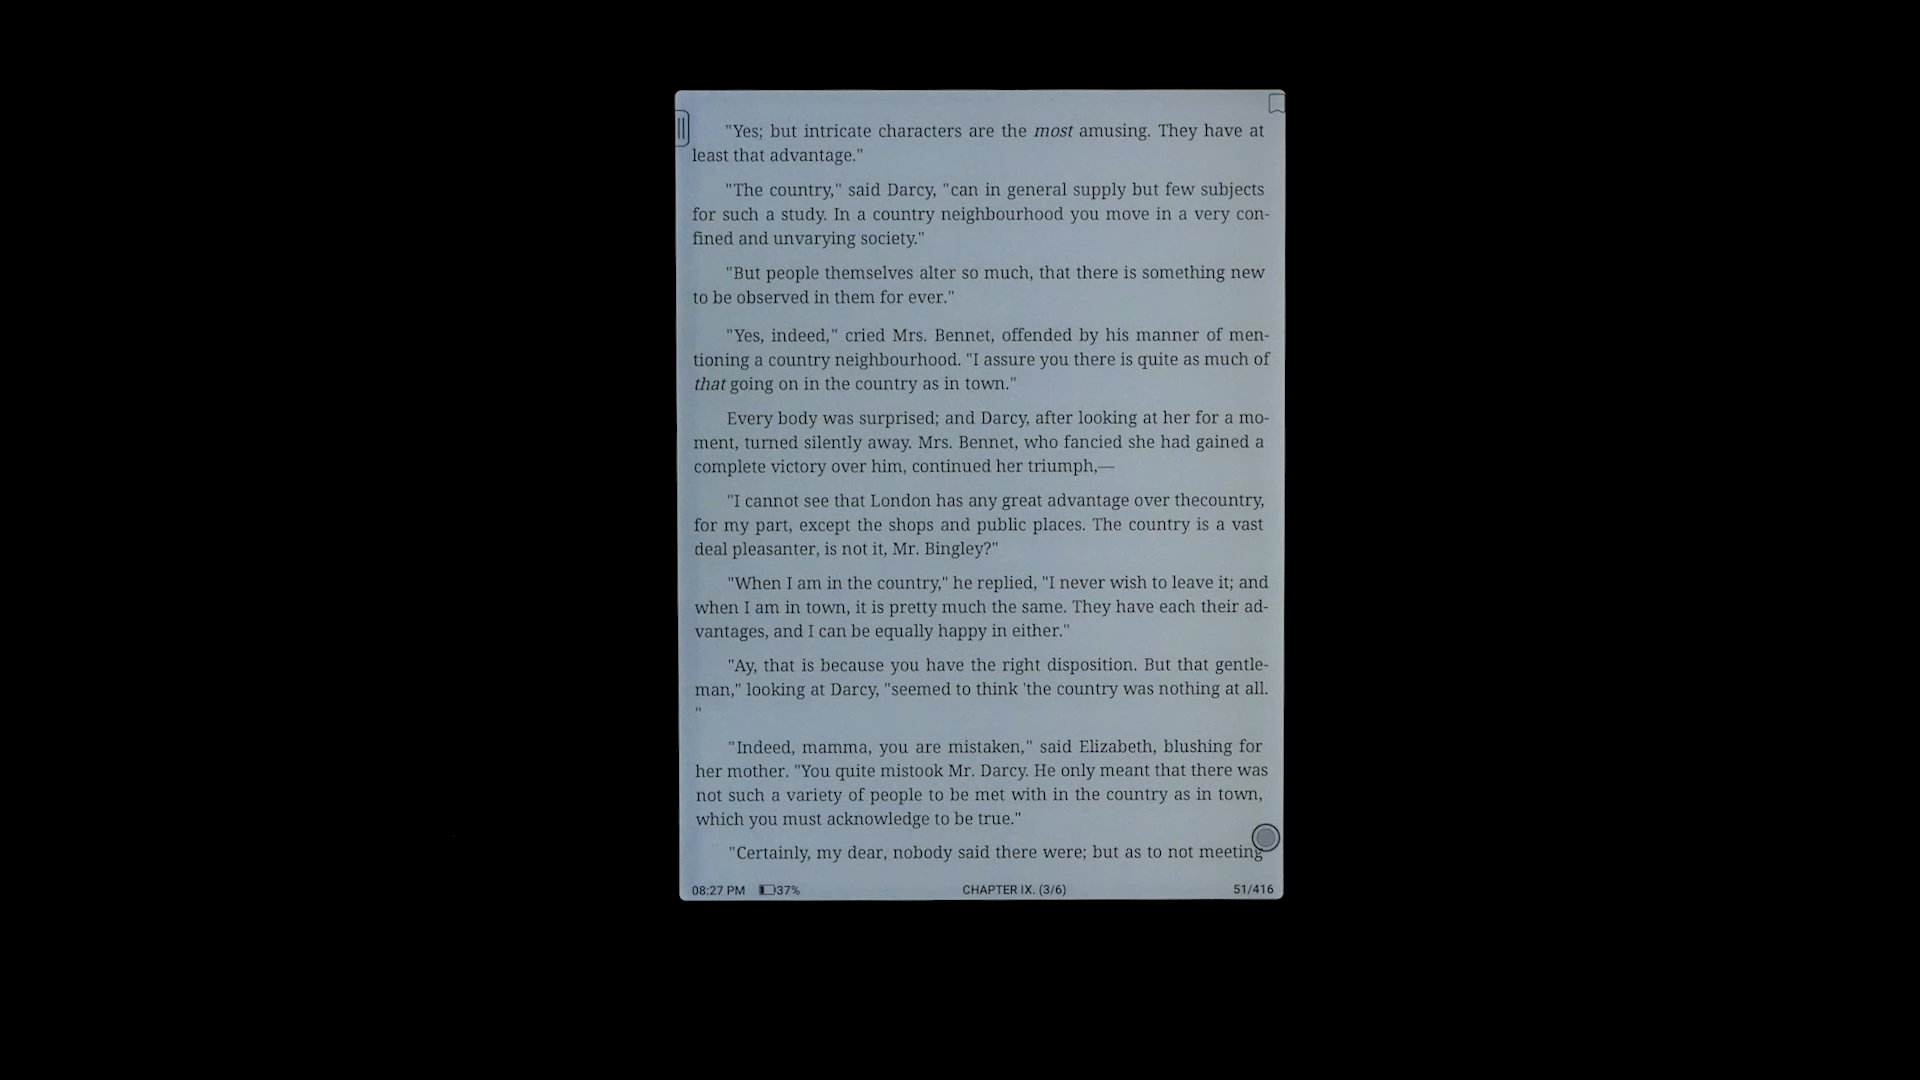 "Yes; but intricate characters are the most amusing. They have at
least that advantage."
"The country," said Darcy, "can in general supply but few subjects
for such a study. In a country neighbourhood you move in a very con-
fined and unvarying society."
"But people themselves alter so much, that there is something new
to be observed in them for ever."
"Yes, indeed," cried Mrs. Bennet, offended by his manner of men-
tioning a country neighbourhood. "I assure you there is quite as much of
that going on in the country as in town."
Every body was surprised; and Darcy, after looking at her for a mo-
ment, turned silently away. Mrs. Bennet, who fancied she had gained a
complete victory over him, continued her triumph,—
"I cannot see that London has any great advantage over thecountry,
for my part, except the shops and public places. The country is a vast
deal pleasanter, is not it, Mr. Bingley?"
"When I am in the country," he replied, "I never wish to leave it; and
when I am in town, it is pretty much the same. They have each their ad-
vantages, and I can be equally happy in either."
"Ay, that is because you have the right disposition. But that gentle-
man," looking at Darcy, "seemed to think 'the country was nothing at all.
"
"Indeed, mamma, you are mistaken," said Elizabeth, blushing for
her mother. "You quite mistook Mr. Darcy. He only meant that there was
not such a variety of people to be met with in the country as in town,
which you must acknowledge to be true."
"Certainly, my dear, nobody said there were; but as to not meeting
08:27 PM 37% CHAPTER IX. (3/6) 51/416